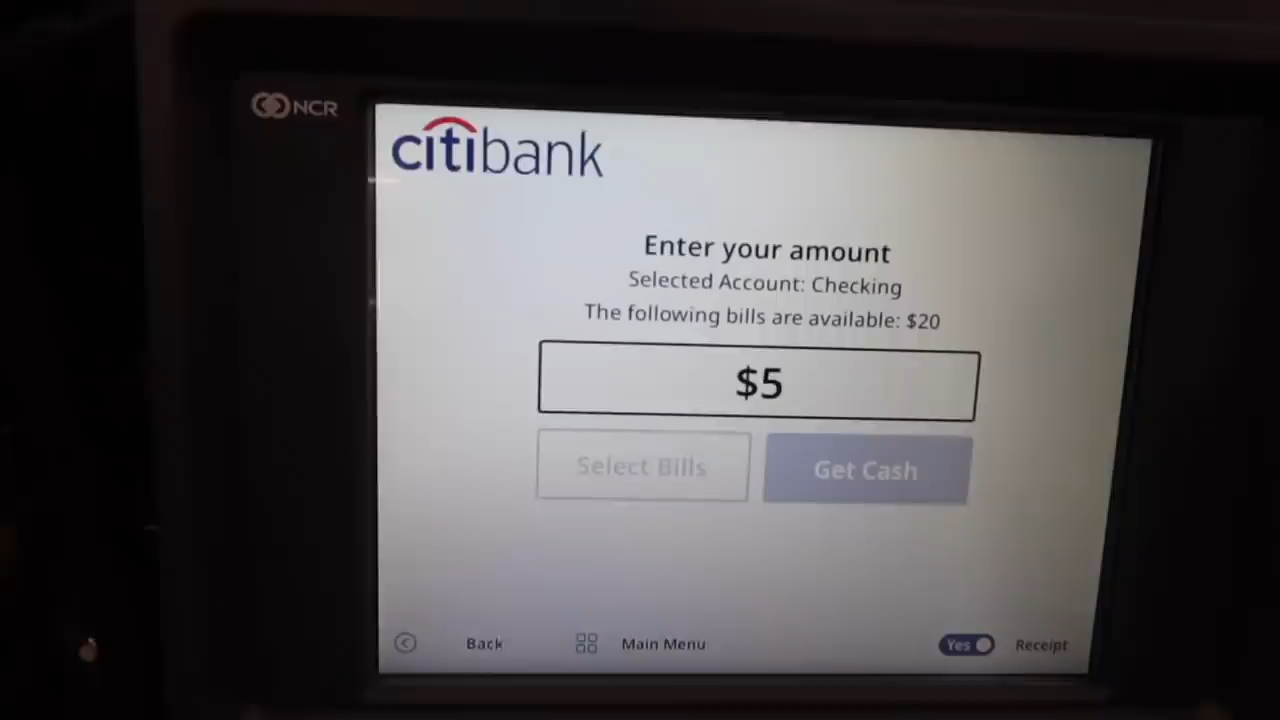 NCR
citibank
Enter your amount
Selected Account: Checking
The following bills are available: $20
$5
Select Bills
Get Cash
Back
Main Menu
Yes
Receipt